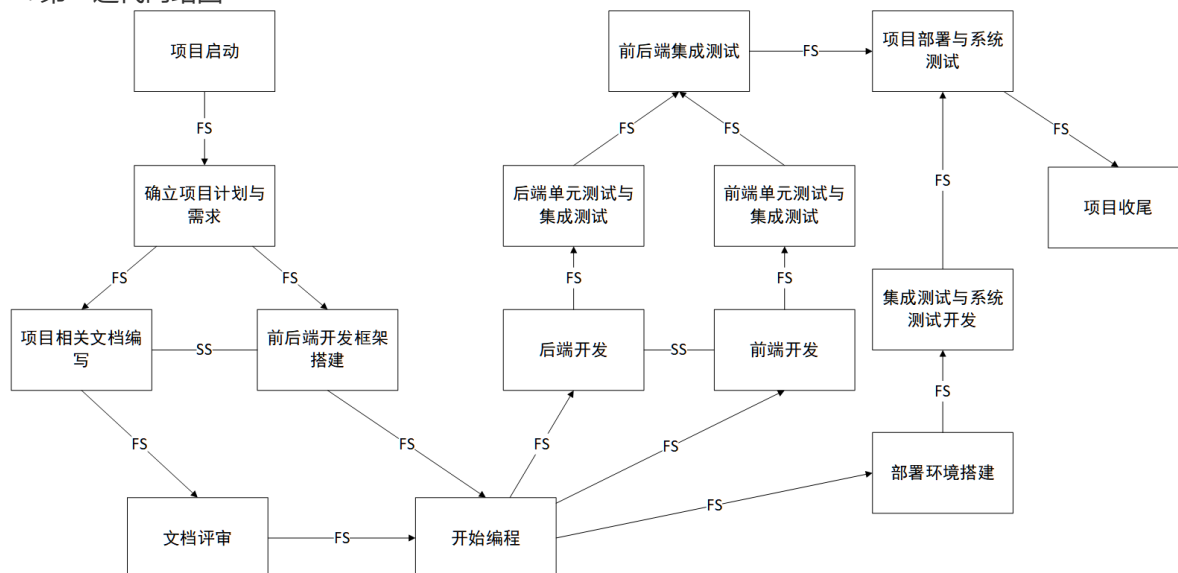 项目启动
FS
确立项目计划与
需求
FS
FS
项目相关文档编
写
SS
前后端开发框架
搭建
FS
FS
文档评审
FS
开始编程
FS
FS
FS
后端开发
SS
前端开发
FS
FS
后端单元测试与
集成测试
前端单元测试与
集成测试
FS
FS
前后端集成测试
FS
项目部署与系统
测试
FS
项目收尾
FS
集成测试与系统
测试开发
FS
部署环境搭建